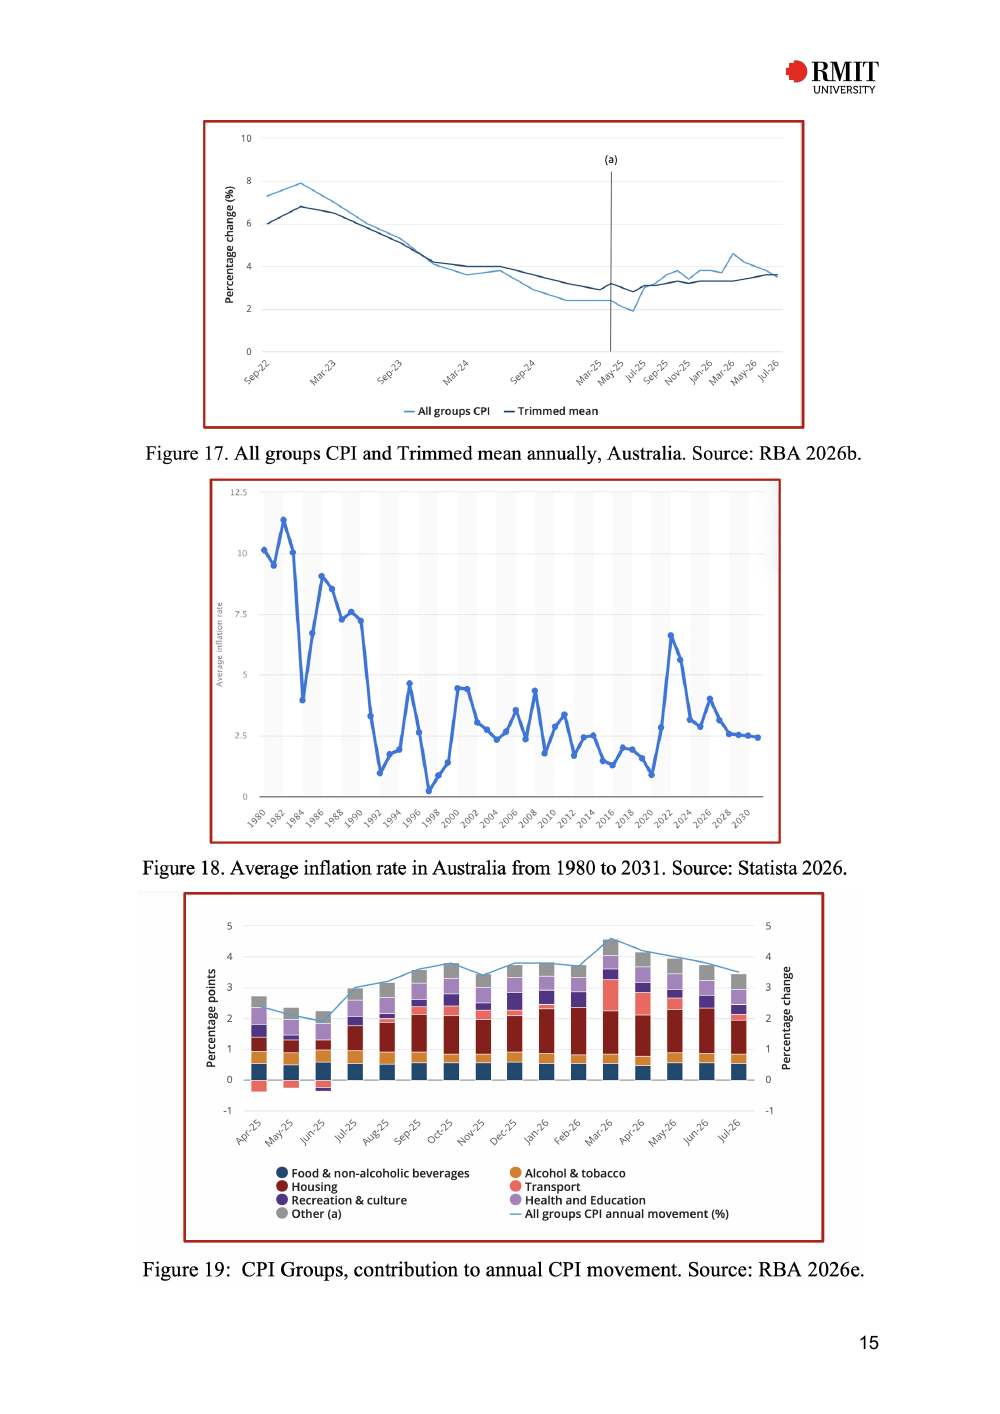 RMIT
UNIVERSITY
10
(a)
8
6
4
2
0
Percentage change (%)
Sep-22
Mar-23
Sep-23
Mar-24
Sep-24
Mar-25
May-25
Jul-25
Sep-25
Nov-25
Jan-26
Mar-26
May-26
Jul-26
All groups CPI
Trimmed mean
Figure 17. All groups CPI and Trimmed mean annually, Australia. Source: RBA 2026b.
12.5
10
7.5
5
2.5
0
Average inflation rate
1980
1982
1984
1986
1988
1990
1992
1994
1996
1998
2000
2002
2004
2006
2008
2010
2012
2014
2016
2018
2020
2022
2024
2026
2028
2030
Figure 18. Average inflation rate in Australia from 1980 to 2031. Source: Statista 2026.
5
4
3
2
1
0
-1
Percentage points
5
4
3
2
1
0
-1
Percentage change
Apr-25
May-25
Jun-25
Jul-25
Aug-25
Sep-25
Oct-25
Nov-25
Dec-25
Jan-26
Feb-26
Mar-26
Apr-26
May-26
Jun-26
Jul-26
Food & non-alcoholic beverages
Alcohol & tobacco
Housing
Transport
Recreation & culture
Health and Education
Other (a)
All groups CPI annual movement (%)
Figure 19:  CPI Groups, contribution to annual CPI movement. Source: RBA 2026e.
15